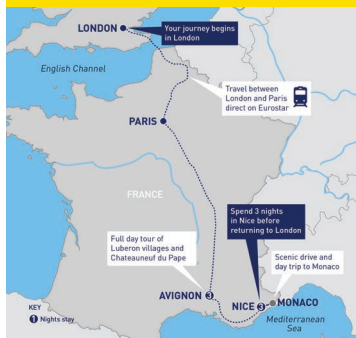 LONDON
Your journey begins
in London
English Channel
Travel between
London and Paris
direct on Eurostar
PARIS
FRANCE
Spend 3 nights
in Nice before
returning to London
Full day tour of
Luberon villages and
Chateauneuf du Pape
Scenic drive and
day trip to Monaco
AVIGNON 3
NICE 3
MONACO
KEY
1 Nights stay
Mediterranean
Sea